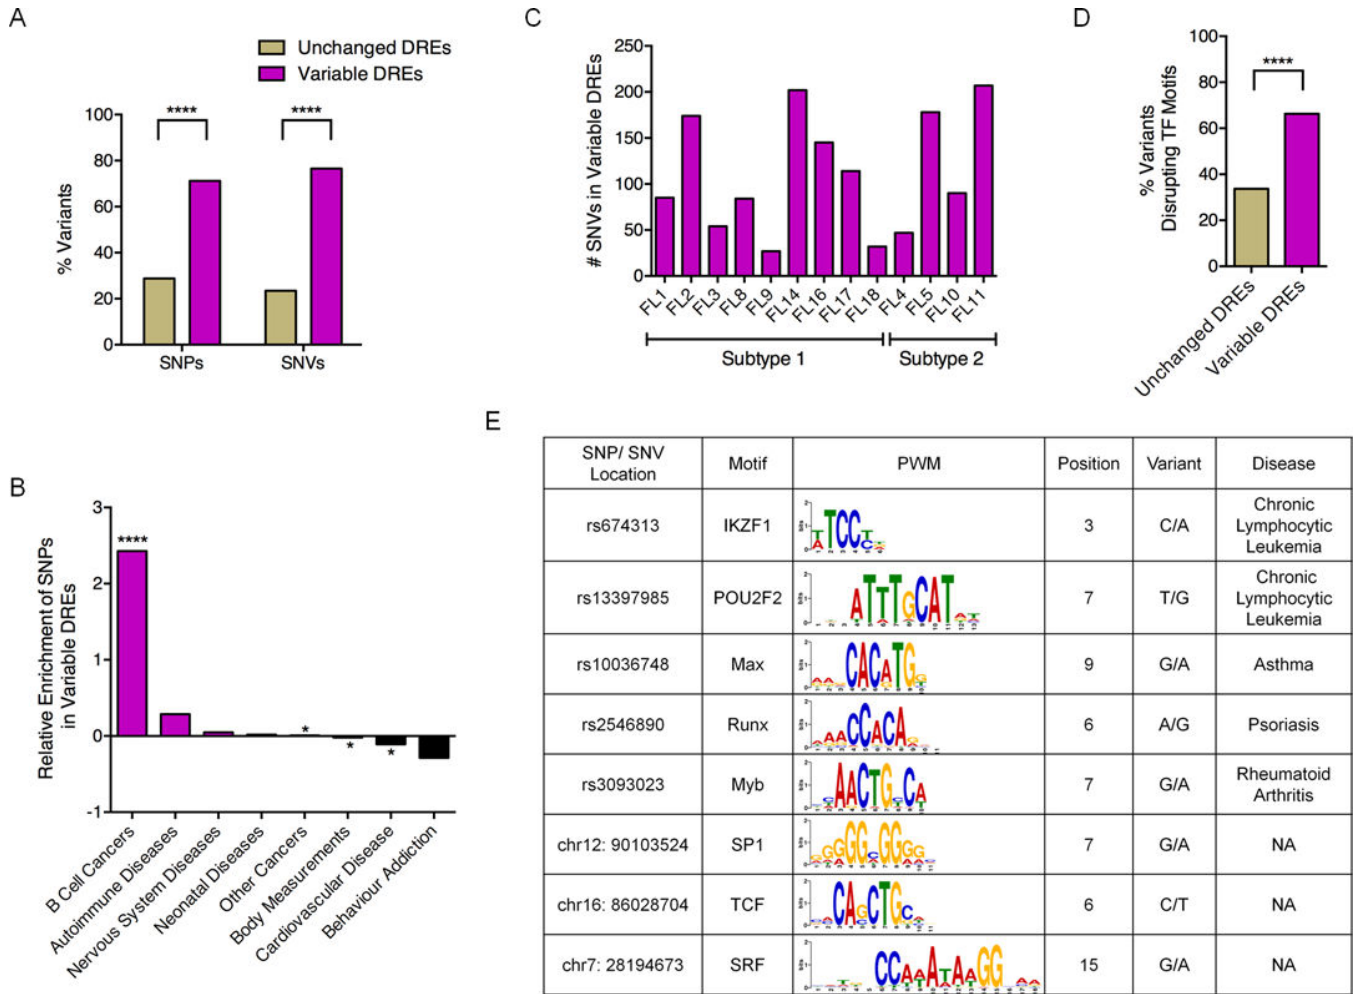 A
Unchanged DREs
Variable DREs
% Variants
100
80
60
40
20
0
****
****
SNPs
SNVs
B
Relative Enrichment of SNPs
in Variable DREs
3
2
1
0
-1
****
*
*
*
B Cell Cancers
Autoimmune Diseases
Nervous System Diseases
Neonatal Diseases
Other Cancers
Body Measurements
Cardiovascular Disease
Behaviour Addiction
C
# SNVs in Variable DREs
250
200
150
100
50
0
FL1
FL2
FL3
FL8
FL9
FL14
FL16
FL17
FL18
FL4
FL5
FL10
FL11
Subtype 1
Subtype 2
D
% Variants
Disrupting TF Motifs
100
80
60
40
20
0
****
Unchanged DREs
Variable DREs
E
SNP/ SNV
Location
Motif
PWM
Position
Variant
Disease
rs674313
IKZF1
3
C/A
Chronic
Lymphocytic
Leukemia
rs13397985
POU2F2
7
T/G
Chronic
Lymphocytic
Leukemia
rs10036748
Max
9
G/A
Asthma
rs2546890
Runx
6
A/G
Psoriasis
rs3093023
Myb
7
G/A
Rheumatoid
Arthritis
chr12: 90103524
SP1
7
G/A
NA
chr16: 86028704
TCF
6
C/T
NA
chr7: 28194673
SRF
15
G/A
NA